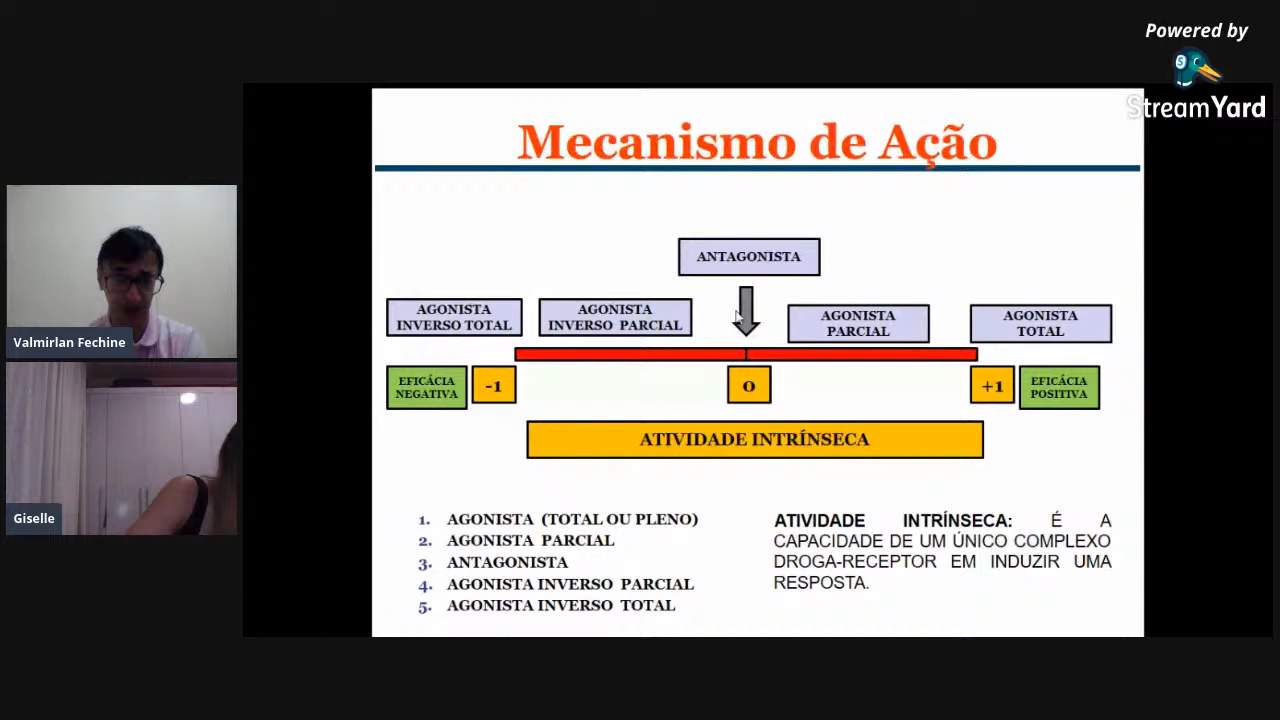 Powered by
StreamYard
Mecanismo de Ação
ANTAGONISTA
AGONISTA
INVERSO TOTAL
AGONISTA
INVERSO PARCIAL
AGONISTA
PARCIAL
AGONISTA
TOTAL
Valmirlan Fechine
EFICÁCIA
NEGATIVA
-1
0
+1
EFICÁCIA
POSITIVA
ATIVIDADE INTRÍNSECA
Giselle
1. AGONISTA (TOTAL OU PLENO)
2. AGONISTA PARCIAL
3. ANTAGONISTA
4. AGONISTA INVERSO PARCIAL
5. AGONISTA INVERSO TOTAL
ATIVIDADE INTRÍNSECA: É A
CAPACIDADE DE UM ÚNICO COMPLEXO
DROGA-RECEPTOR EM INDUZIR UMA
RESPOSTA.